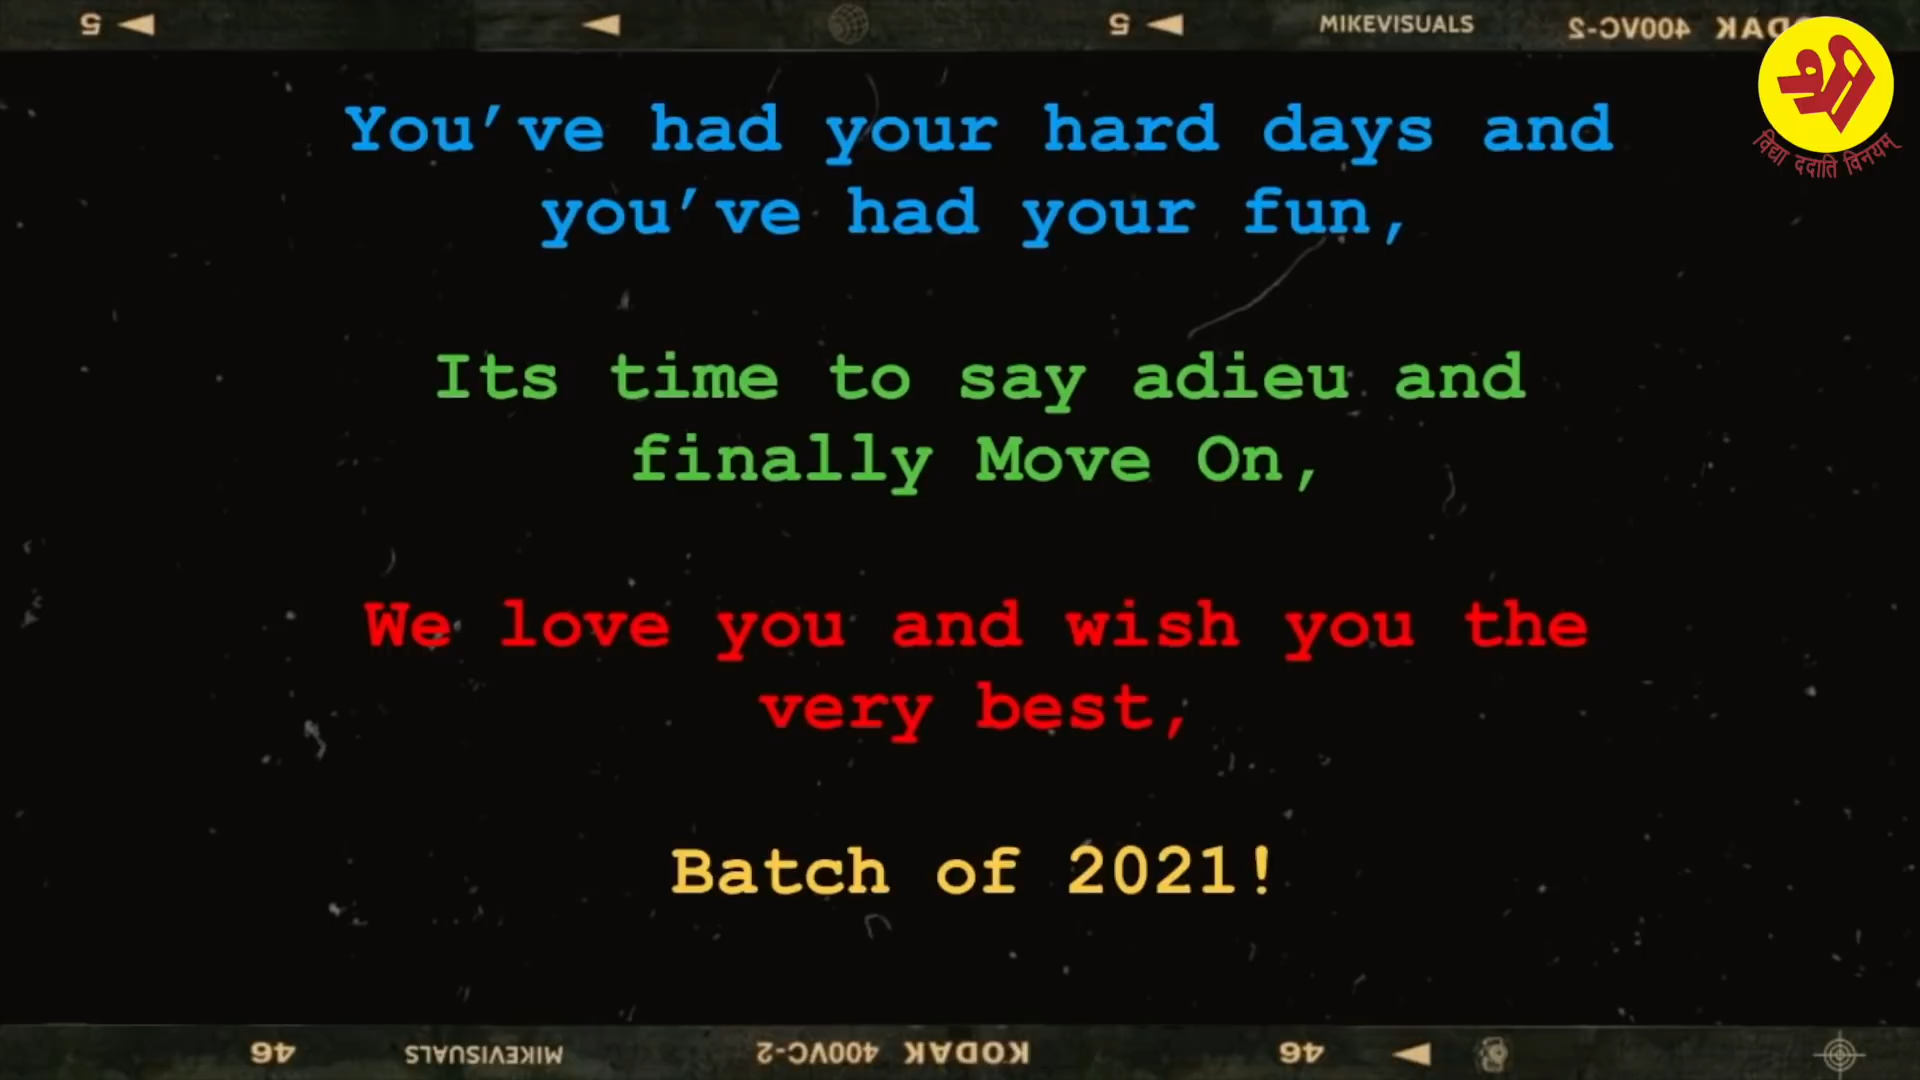 5 5 MIKEVISUALS KODAK 400VC-2
श्री
विद्या ददाति विनयम्
You’ve had your hard days and
you’ve had your fun,
Its time to say adieu and
finally Move On,
We love you and wish you the
very best,
Batch of 2021!
46 MIKEVISUALS KODAK 400VC-2 46